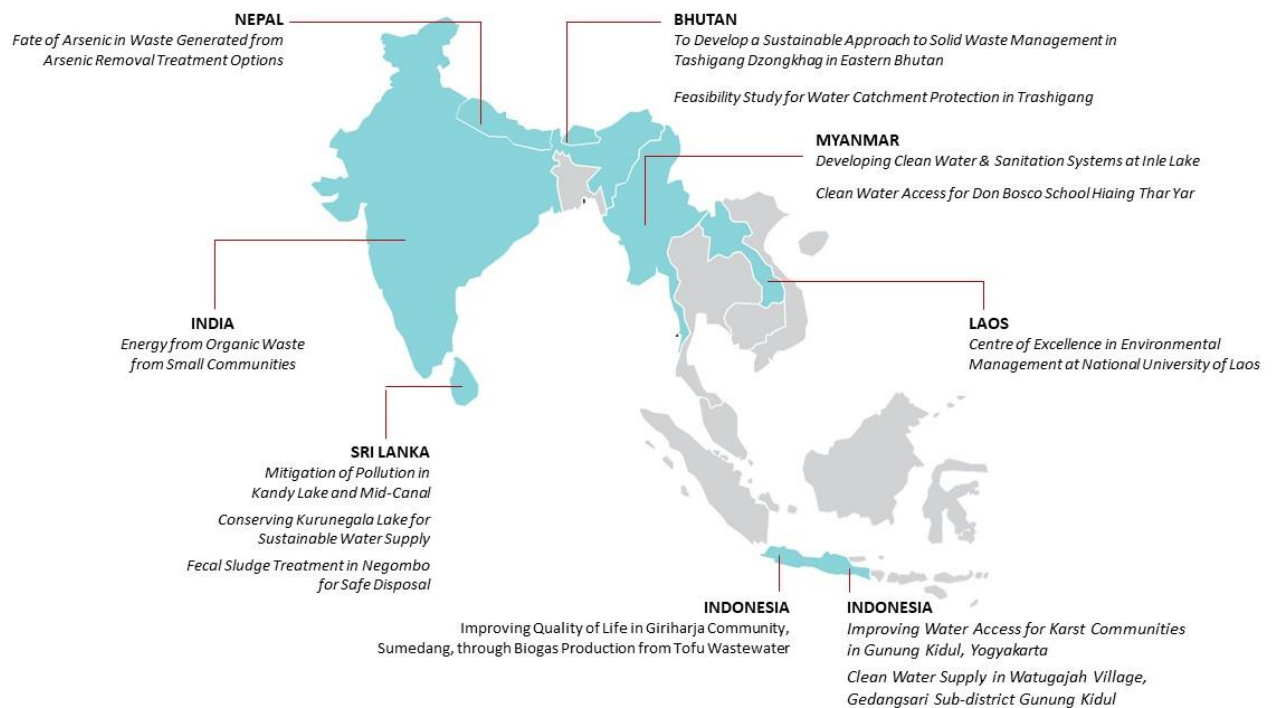 NEPAL
Fate of Arsenic in Waste Generated from
Arsenic Removal Treatment Options
BHUTAN
To Develop a Sustainable Approach to Solid Waste Management in
Tashigang Dzongkhag in Eastern Bhutan
Feasibility Study for Water Catchment Protection in Trashigang
MYANMAR
Developing Clean Water & Sanitation Systems at Inle Lake
Clean Water Access for Don Bosco School Hiaing Thar Yar
INDIA
Energy from Organic Waste
from Small Communities
LAOS
Centre of Excellence in Environmental
Management at National University of Laos
SRI LANKA
Mitigation of Pollution in
Kandy Lake and Mid-Canal
Conserving Kurunegala Lake for
Sustainable Water Supply
Fecal Sludge Treatment in Negombo
for Safe Disposal
INDONESIA
Improving Quality of Life in Giriharja Community,
Sumedang, through Biogas Production from Tofu Wastewater
INDONESIA
Improving Water Access for Karst Communities
in Gunung Kidul, Yogyakarta
Clean Water Supply in Watugajah Village,
Gedangsari Sub-district Gunung Kidul